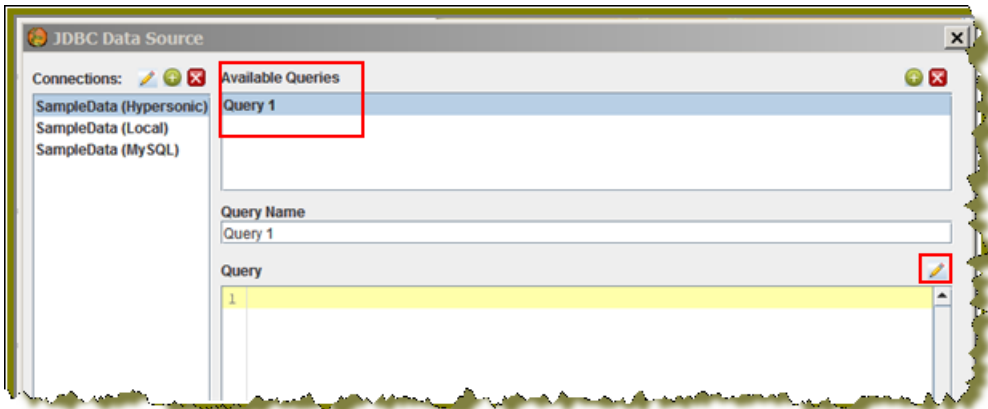 JDBC Data Source
Connections:
SampleData (Hypersonic)
SampleData (Local)
SampleData (MySQL)
Available Queries
Query 1
Query Name
Query 1
Query
1